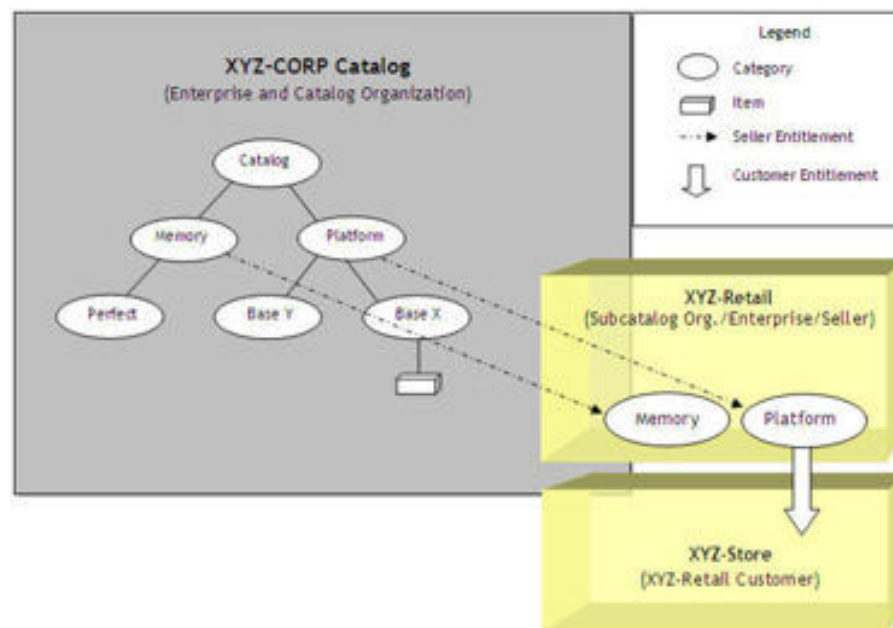 XYZ-CORP Catalog
(Enterprise and Catalog Organization)
Catalog
Memory
Platform
Perfect
Base Y
Base X
Legend
Category
Item
Seller Entitlement
Customer Entitlement
XYZ-Retail
(Subcatalog Org./Enterprise/Seller)
Memory
Platform
XYZ-Store
(XYZ-Retail Customer)